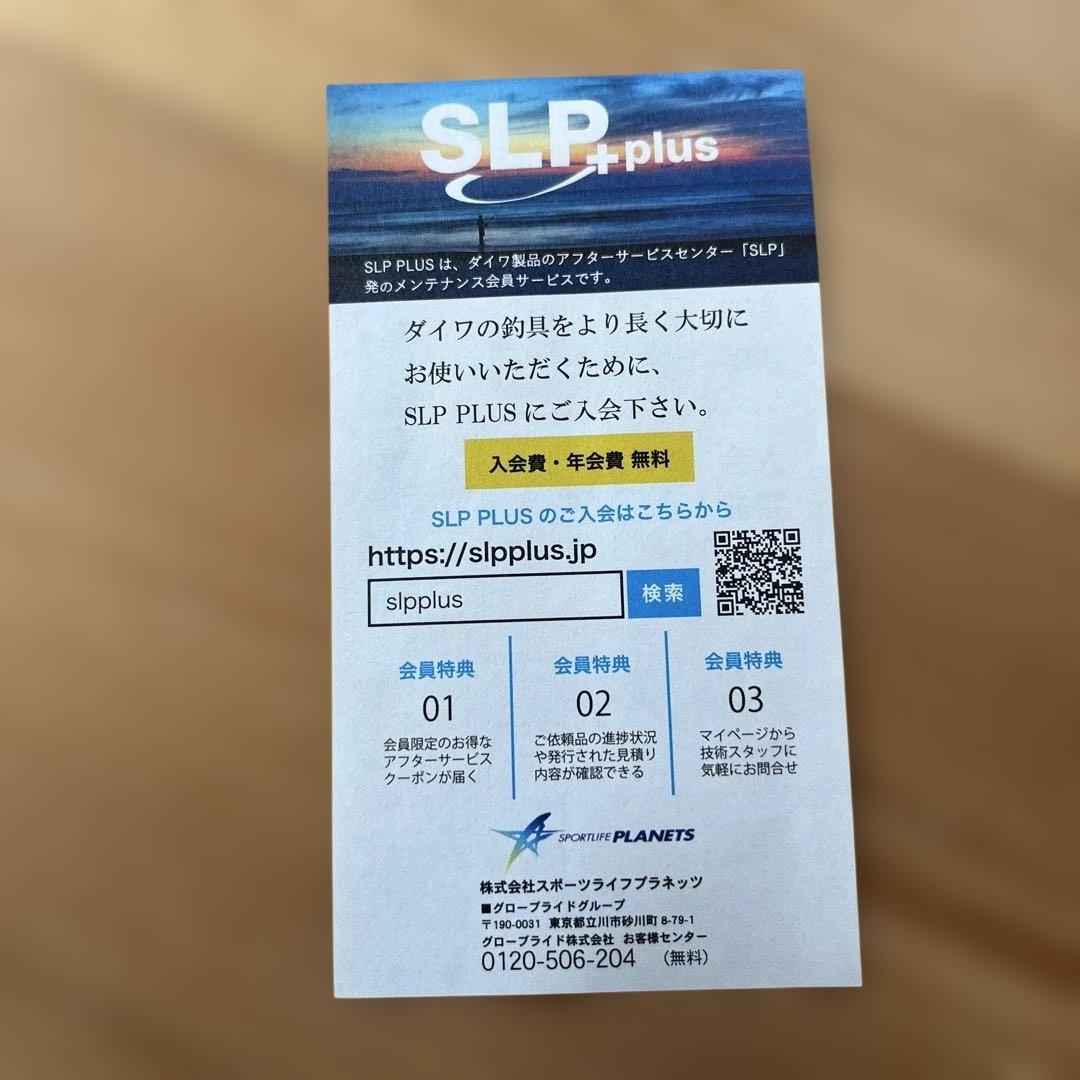 SLP+plus
SLP PLUS は、ダイワ製品のアフターサービスセンター「SLP」
発のメンテナンス会員サービスです。
ダイワの釣具をより長く大切に
お使いいただくために、
SLP PLUS にご入会下さい。
入会費・年会費 無料
SLP PLUS のご入会はこちらから
https://slpplus.jp
slpplus
検索
会員特典
01
会員限定のお得な
アフターサービス
クーポンが届く
会員特典
02
ご依頼品の進捗状況
や発行された見積り
内容が確認できる
会員特典
03
マイページから
技術スタッフに
気軽にお問合せ
SPORTLIFE PLANETS
株式会社スポーツライフプラネッツ
■グローブライドグループ
〒190-0031 東京都立川市砂川町 8-79-1
グローブライド株式会社 お客様センター
0120-506-204 （無料）